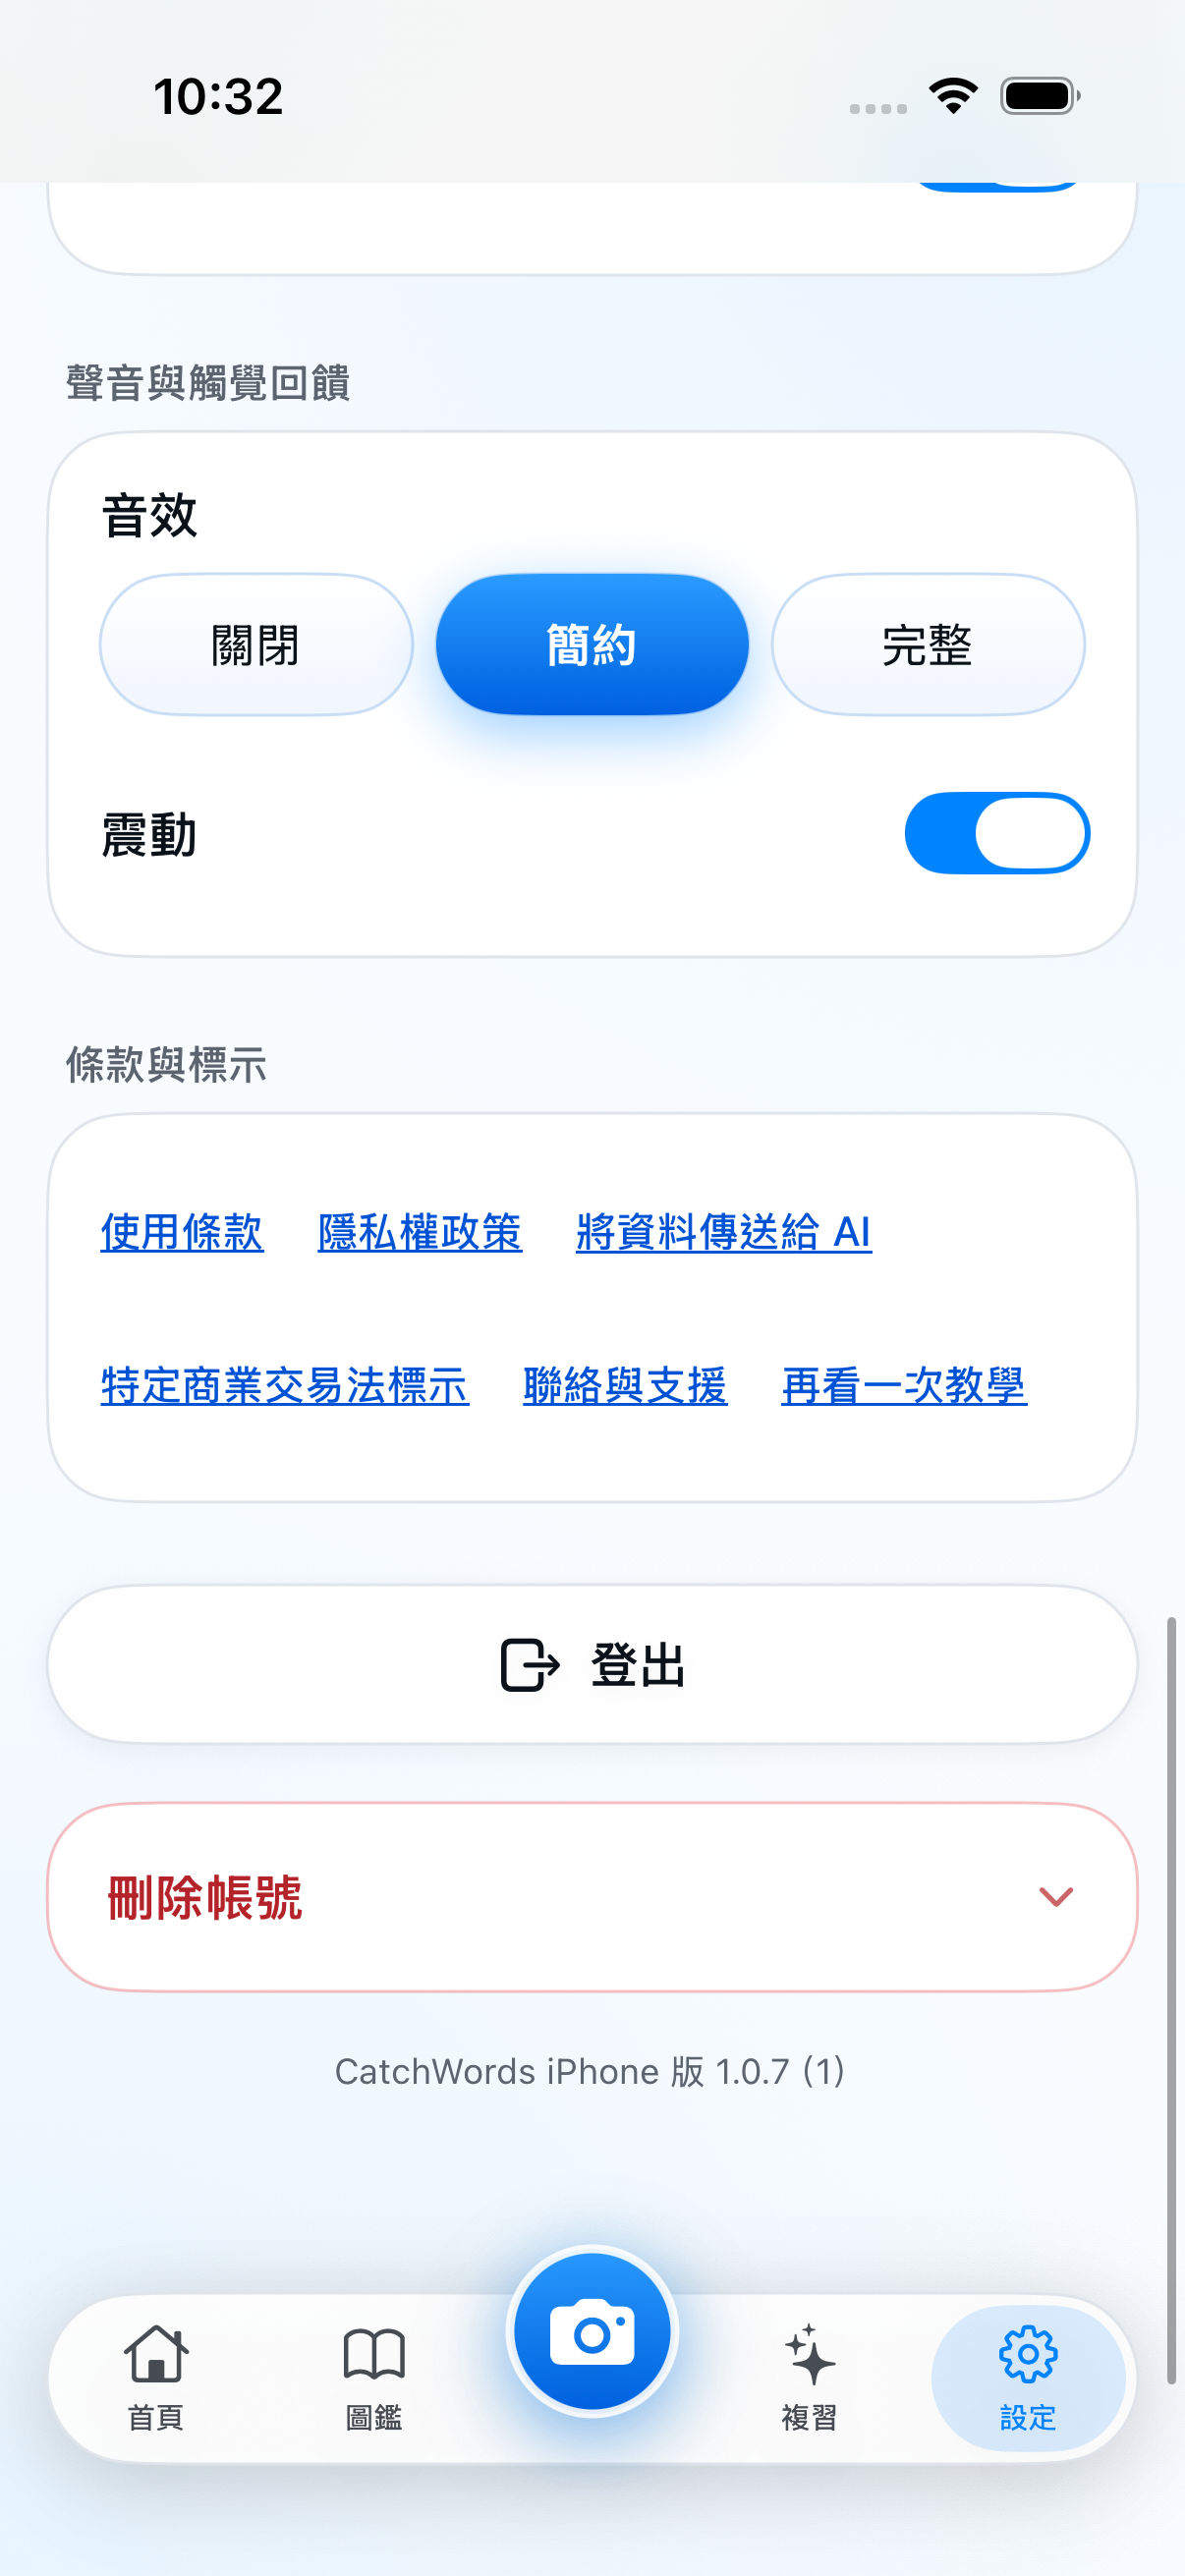 10:32
聲音與觸覺回饋
音效
關閉 簡約 完整
震動
條款與標示
使用條款 隱私權政策 將資料傳送給 AI
特定商業交易法標示 聯絡與支援 再看一次教學
登出
刪除帳號
CatchWords iPhone 版 1.0.7 (1)
首頁 圖鑑 複習 設定